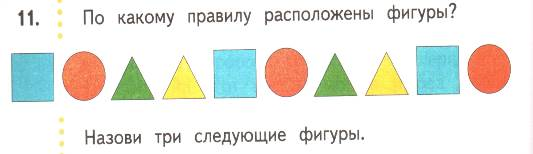 11. По какому правилу расположены фигуры?
Назови три следующие фигуры.